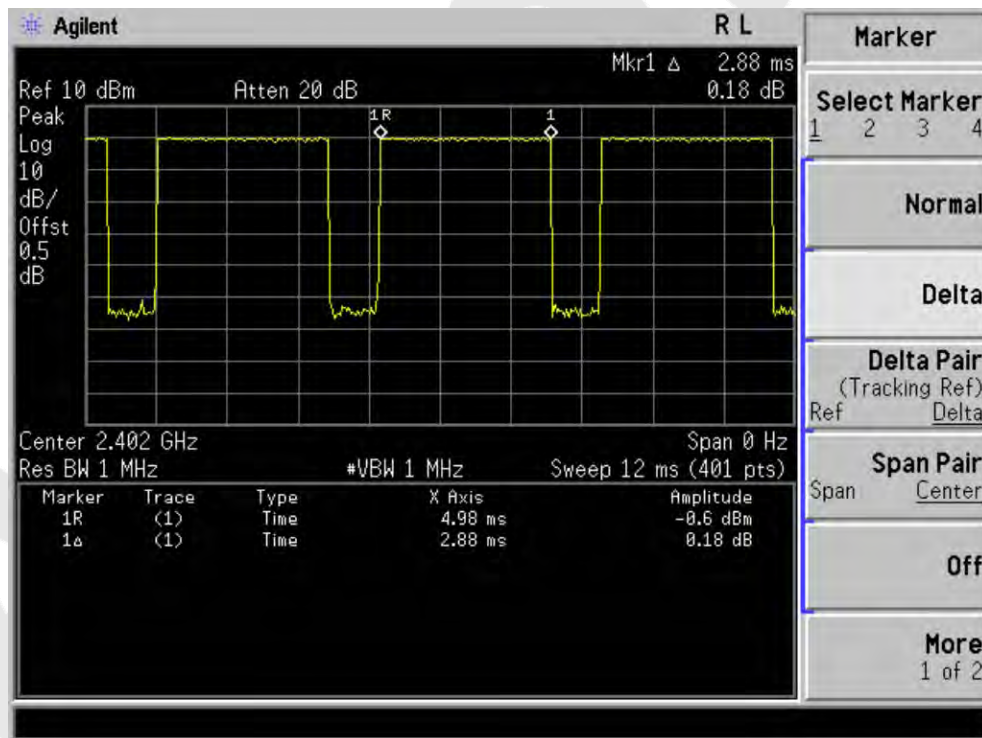 Agilent
R L
Mkr1 Δ 2.88 ms
Ref 10 dBm Atten 20 dB 0.18 dB
Peak
Log
10
dB/
Offst
0.5
dB
1R
1
Center 2.402 GHz Span 0 Hz
Res BW 1 MHz #VBW 1 MHz Sweep 12 ms (401 pts)
Marker Trace Type X Axis Amplitude
1R (1) Time 4.98 ms -0.6 dBm
1Δ (1) Time 2.88 ms 0.18 dB
Marker
Select Marker
1 2 3 4
Normal
Delta
Delta Pair
(Tracking Ref)
Ref Delta
Span Pair
Span Center
Off
More
1 of 2